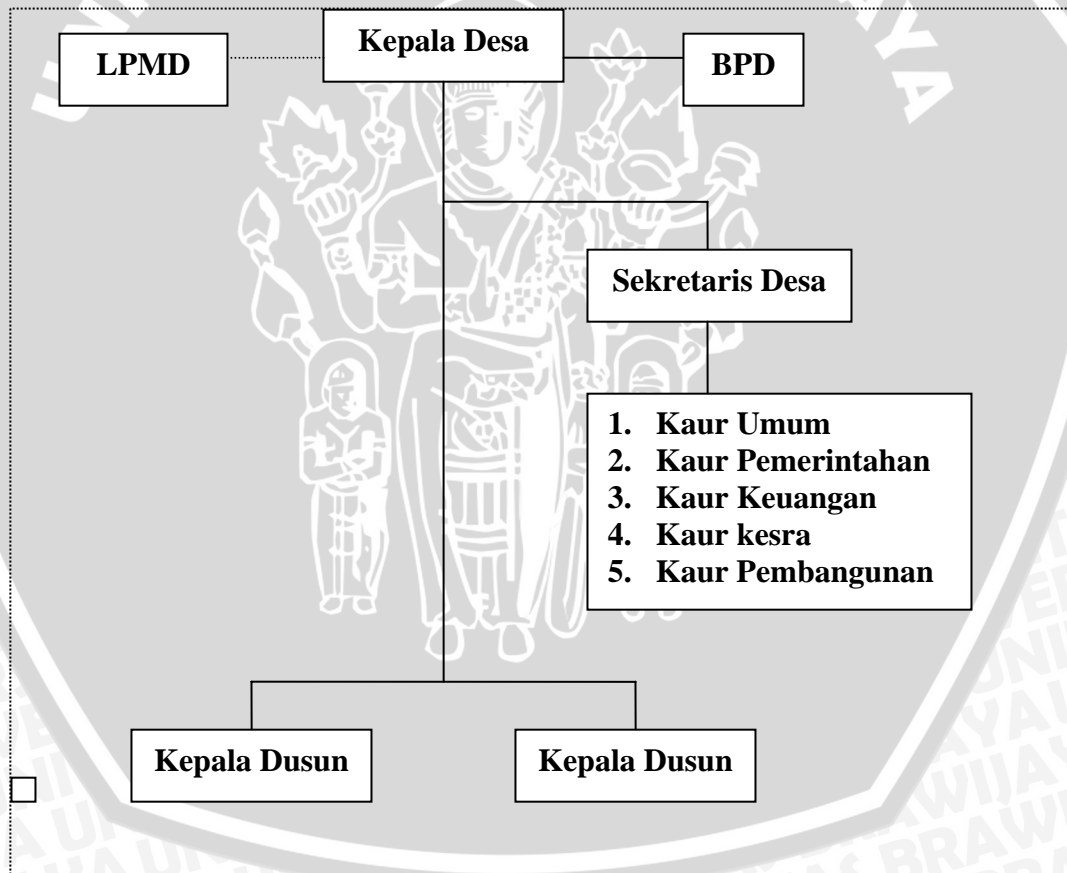 Kepala Desa
LPMD
BPD
Sekretaris Desa
1. Kaur Umum
2. Kaur Pemerintahan
3. Kaur Keuangan
4. Kaur kesra
5. Kaur Pembangunan
Kepala Dusun
Kepala Dusun